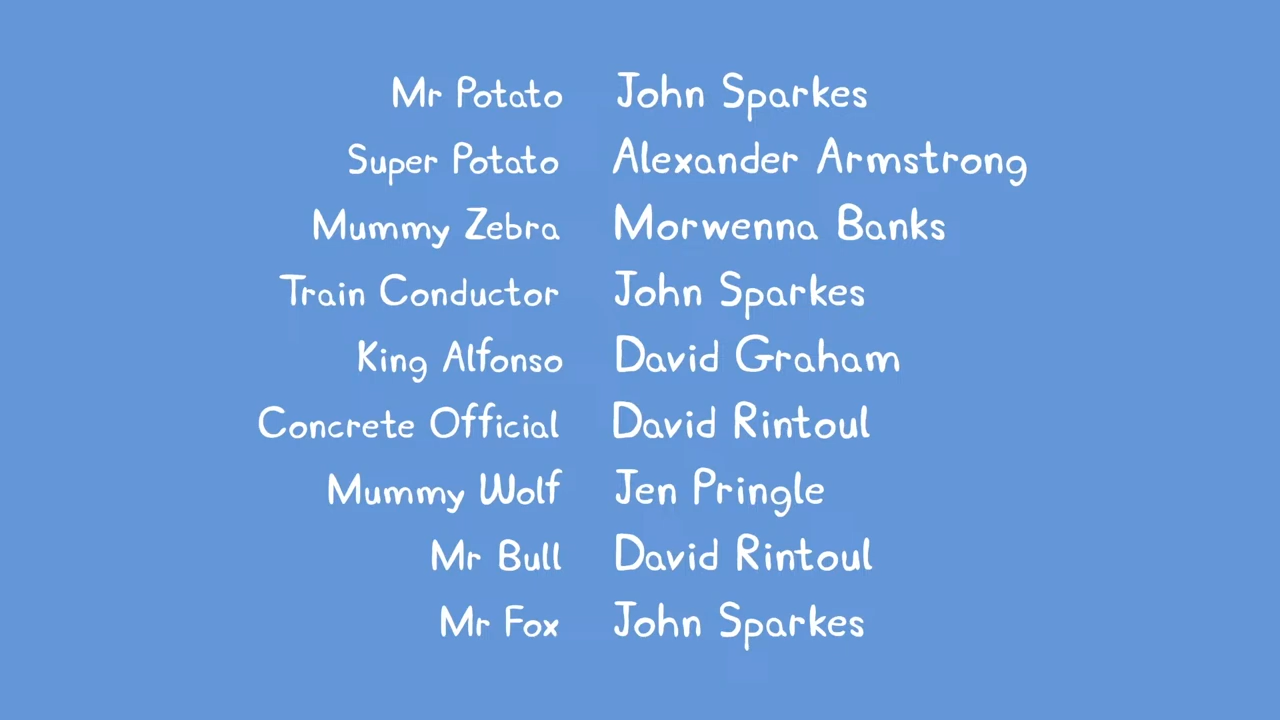 Mr Potato John Sparkes
Super Potato Alexander Armstrong
Mummy Zebra Morwenna Banks
Train Conductor John Sparkes
King Alfonso David Graham
Concrete Official David Rintoul
Mummy Wolf Jen Pringle
Mr Bull David Rintoul
Mr Fox John Sparkes